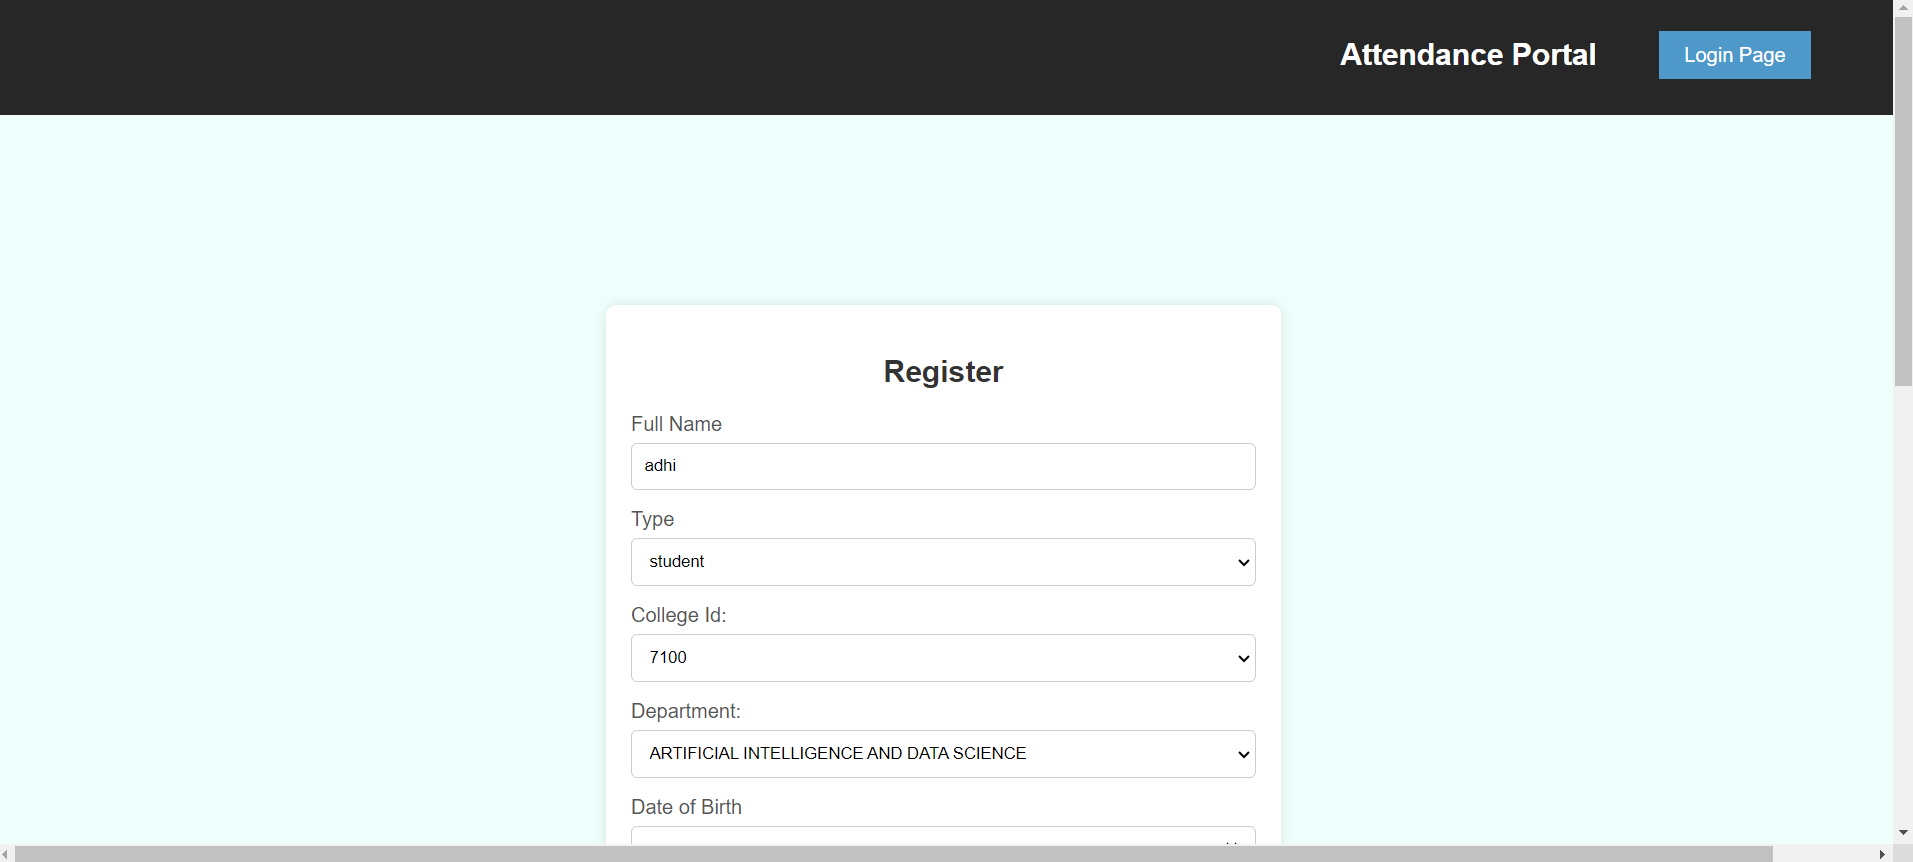 Attendance Portal
Login Page
Register
Full Name
adhi
Type
student
College Id:
7100
Department:
ARTIFICIAL INTELLIGENCE AND DATA SCIENCE
Date of Birth